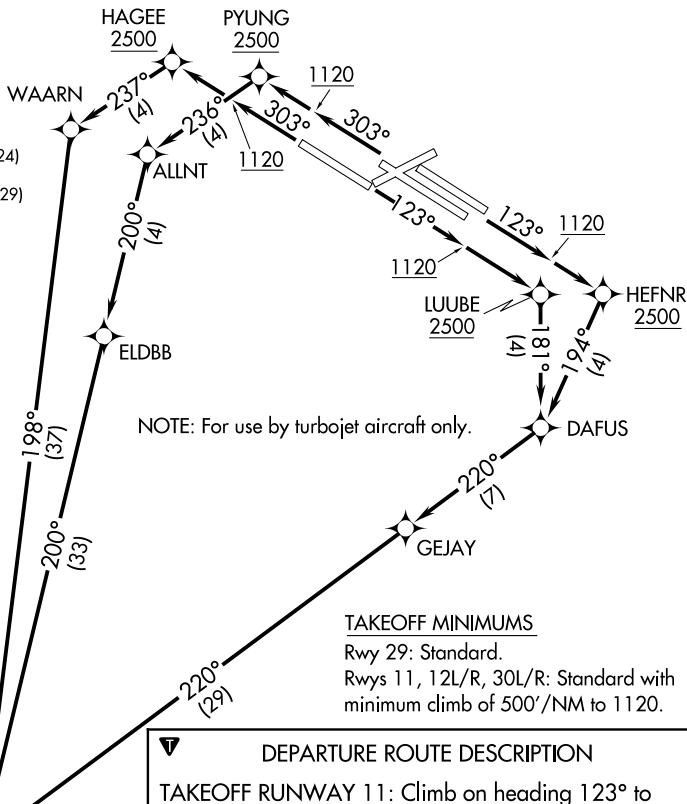 HAGEE
2500
PYUNG
2500
1120
WAARN
237°
(4)
236°
(4)
303°
303°
24)
1120
ALLNT
29)
200°
(4)
123°
123°
1120
1120
LUUBE
2500
HEFNR
2500
181°
(4)
194°
(4)
ELDBB
NOTE: For use by turbojet aircraft only.
DAFUS
198°
(37)
220°
(7)
200°
(33)
GEJAY
TAKEOFF MINIMUMS
Rwy 29: Standard.
Rwys 11, 12L/R, 30L/R: Standard with
minimum climb of 500'/NM to 1120.
220°
(29)
T
DEPARTURE ROUTE DESCRIPTION
TAKEOFF RUNWAY 11: Climb on heading 123° to